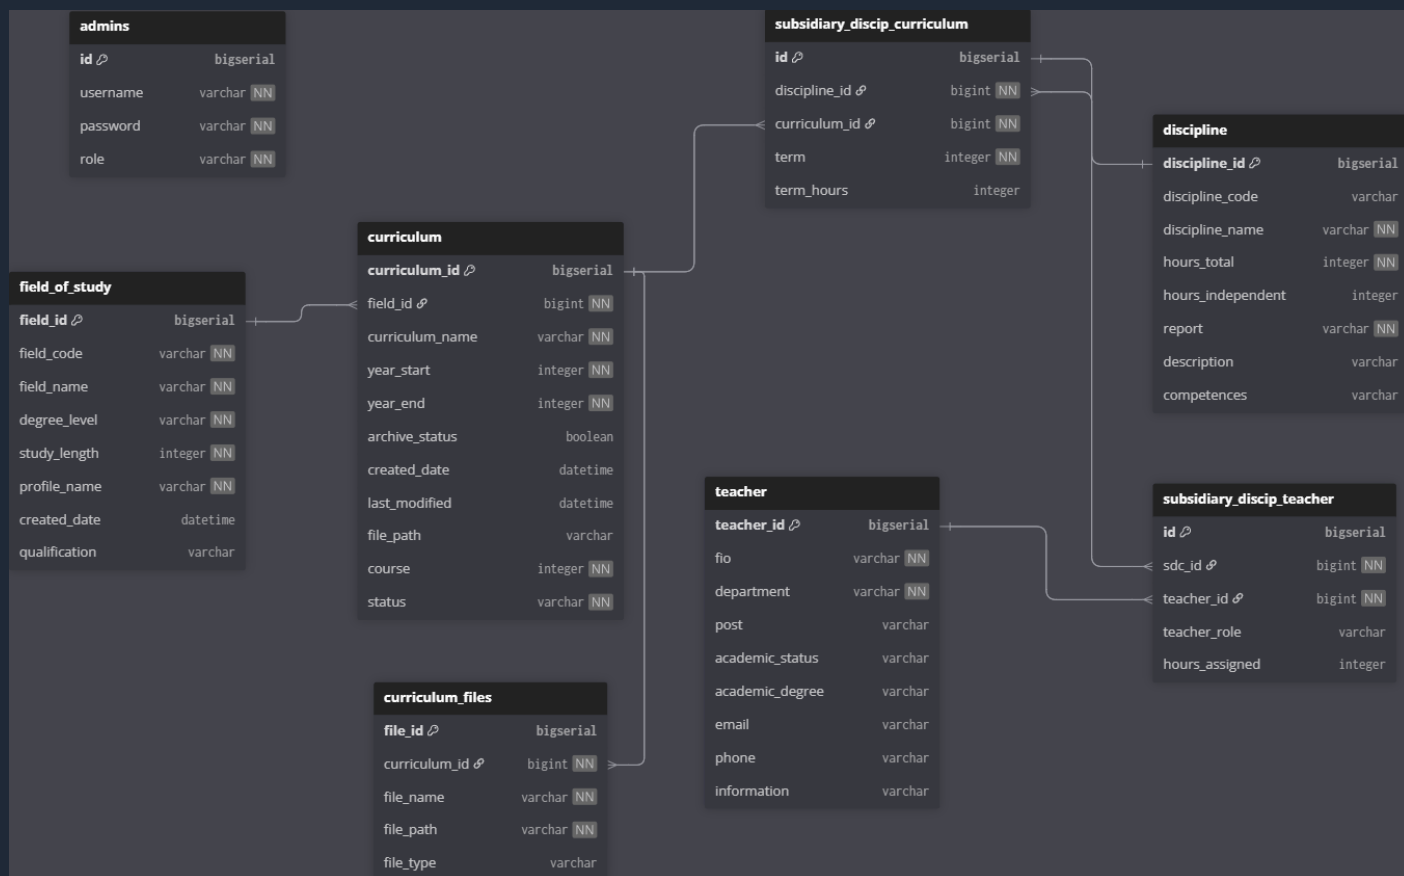 admins
id bigserial
username varchar NN
password varchar NN
role varchar NN
subsidiary_discip_curriculum
id bigserial
discipline_id bigint NN
curriculum_id bigint NN
term integer NN
term_hours integer
discipline
discipline_id bigserial
discipline_code varchar
discipline_name varchar NN
hours_total integer NN
hours_independent integer
report varchar NN
description varchar
competences varchar
curriculum
curriculum_id bigserial
field_id bigint NN
curriculum_name varchar NN
year_start integer NN
year_end integer NN
archive_status boolean
created_date datetime
last_modified datetime
file_path varchar
course integer NN
status varchar NN
field_of_study
field_id bigserial
field_code varchar NN
field_name varchar NN
degree_level varchar NN
study_length integer NN
profile_name varchar NN
created_date datetime
qualification varchar
teacher
teacher_id bigserial
fio varchar NN
department varchar NN
post varchar
academic_status varchar
academic_degree varchar
email varchar
phone varchar
information varchar
subsidiary_discip_teacher
id bigserial
sdc_id bigint NN
teacher_id bigint NN
teacher_role varchar
hours_assigned integer
curriculum_files
file_id bigserial
curriculum_id bigint NN
file_name varchar NN
file_path varchar NN
file_type varchar